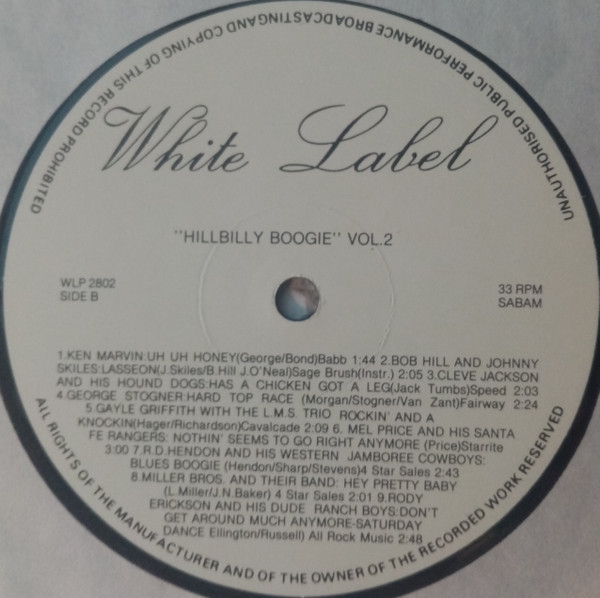 UNAUTHORISED PUBLIC PERFORMANCE BROADCASTING AND COPYING OF THIS RECORD PROHIBITED
White Label
"HILLBILLY BOOGIE" VOL.2
WLP 2802
SIDE B
33 RPM
SABAM
1.KEN MARVIN:UH UH HONEY(George/Bond)Babb 1:44 2.BOB HILL AND JOHNNY
SKILES:LASSEON(J.Skiles/B.Hill J.O'Neal)Sage Brush(Instr.) 2:05 3.CLEVE JACKSON
AND HIS HOUND DOGS:HAS A CHICKEN GOT A LEG(Jack Tumbs)Speed 2:03
4.GEORGE STOGNER:HARD TOP RACE (Morgan/Stogner/Van Zant)Fairway 2:24
5.GAYLE GRIFFITH WITH THE L.M.S. TRIO ROCKIN' AND A
KNOCKIN(Hager/Richardson)Cavalcade 2:09 6. MEL PRICE AND HIS SANTA
FE RANGERS: NOTHIN' SEEMS TO GO RIGHT ANYMORE (Price)Starrite
3:00 7.R.D.HENDON AND HIS WESTERN JAMBOREE COWBOYS:
BLUES BOOGIE (Hendon/Sharp/Stevens)4 Star Sales 2:43
8.MILLER BROS. AND THEIR BAND: HEY PRETTY BABY
(L.Miller/J.N.Baker) 4 Star Sales 2:01 9.RODY
ERICKSON AND HIS DUDE RANCH BOYS:DON'T
GET AROUND MUCH ANYMORE-SATURDAY
DANCE Ellington/Russell) All Rock Music 2:48
ALL RIGHTS OF THE MANUFACTURER AND OF THE OWNER OF THE RECORDED WORK RESERVED